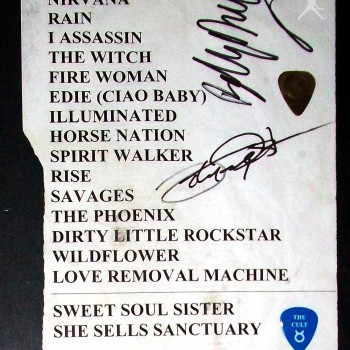 NIRVANA
RAIN
I ASSASSIN
THE WITCH
FIRE WOMAN
EDIE (CIAO BABY)
ILLUMINATED
HORSE NATION
SPIRIT WALKER
RISE
SAVAGES
THE PHOENIX
DIRTY LITTLE ROCKSTAR
WILDFLOWER
LOVE REMOVAL MACHINE
SWEET SOUL SISTER
SHE SELLS SANCTUARY
THE
CULT